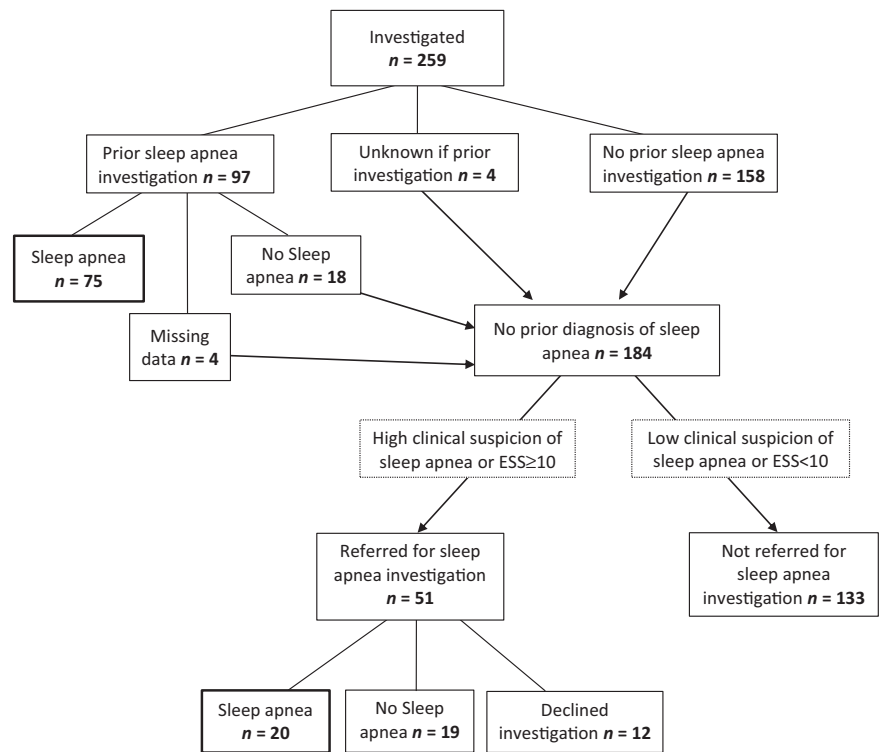 Investigated
n = 259
Prior sleep apnea
investigation n = 97
Unknown if prior
investigation n = 4
No prior sleep apnea
investigation n = 158
Sleep apnea
n = 75
No Sleep
apnea n = 18
Missing
data n = 4
No prior diagnosis of sleep
apnea n = 184
High clinical suspicion of
sleep apnea or ESS≥10
Low clinical suspicion of
sleep apnea or ESS<10
Referred for sleep
apnea investigation
n = 51
Not referred for
sleep apnea
investigation n = 133
Sleep apnea
n = 20
No Sleep
apnea n = 19
Declined
investigation n = 12